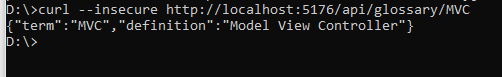 D:\>curl --insecure http://localhost:5176/api/glossary/MVC
{"term":"MVC","definition":"Model View Controller"}
D:\>